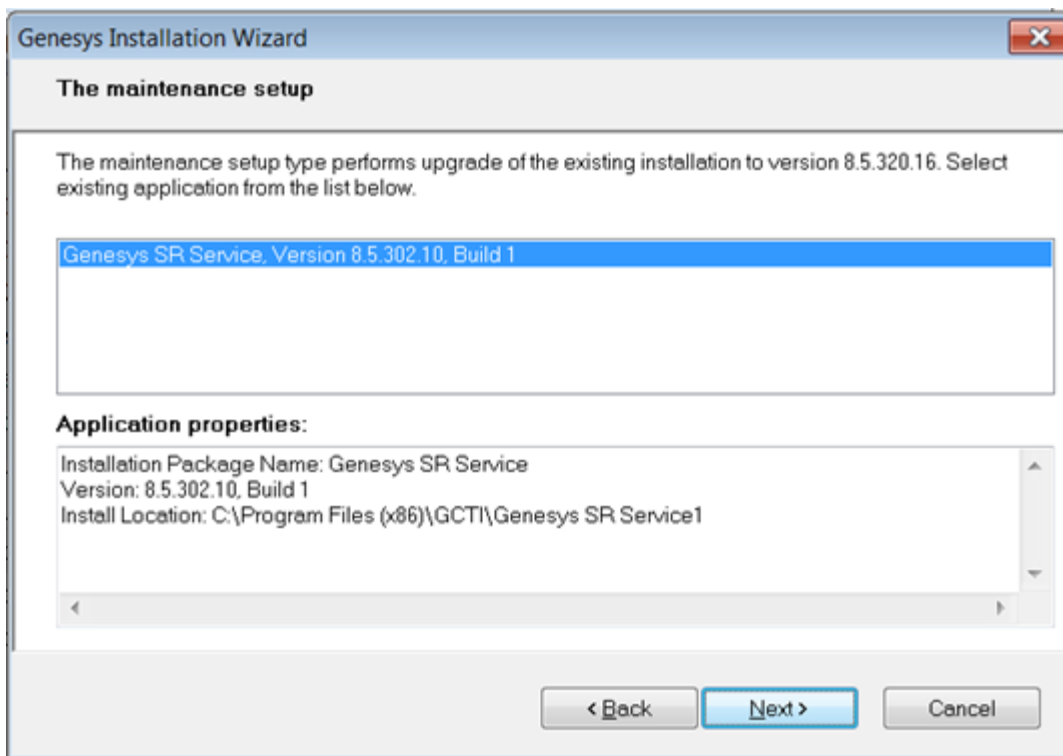 Genesys Installation Wizard
The maintenance setup
The maintenance setup type performs upgrade of the existing installation to version 8.5.320.16. Select
existing application from the list below.
Genesys SR Service, Version 8.5.302.10, Build 1
Application properties:
Installation Package Name: Genesys SR Service
Version: 8.5.302.10, Build 1
Install Location: C:\Program Files (x86)\GCTI\Genesys SR Service1
< Back
Next >
Cancel